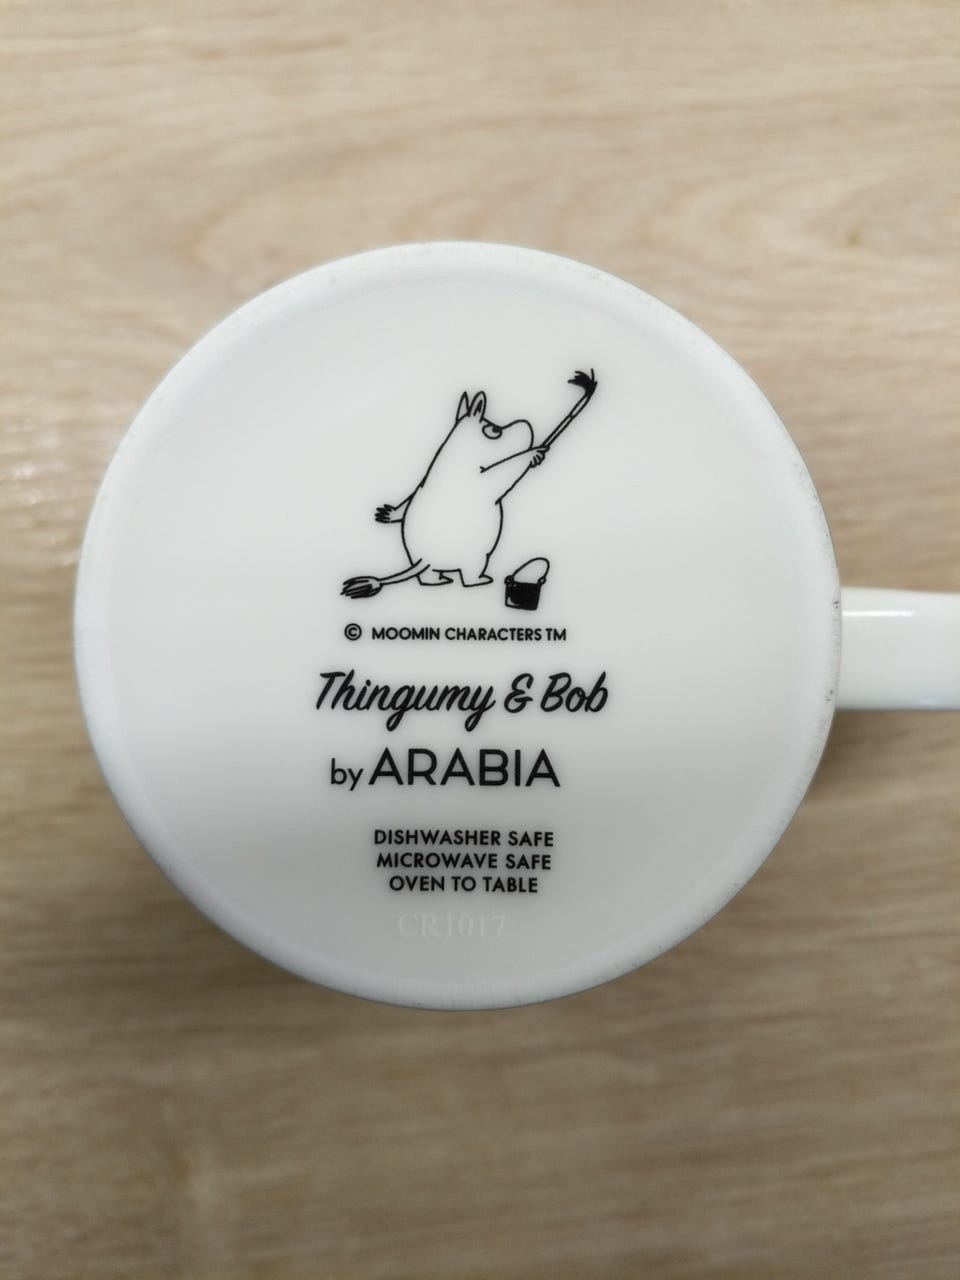 © MOOMIN CHARACTERS TM
Thingumy & Bob
by ARABIA
DISHWASHER SAFE
MICROWAVE SAFE
OVEN TO TABLE
CR1017